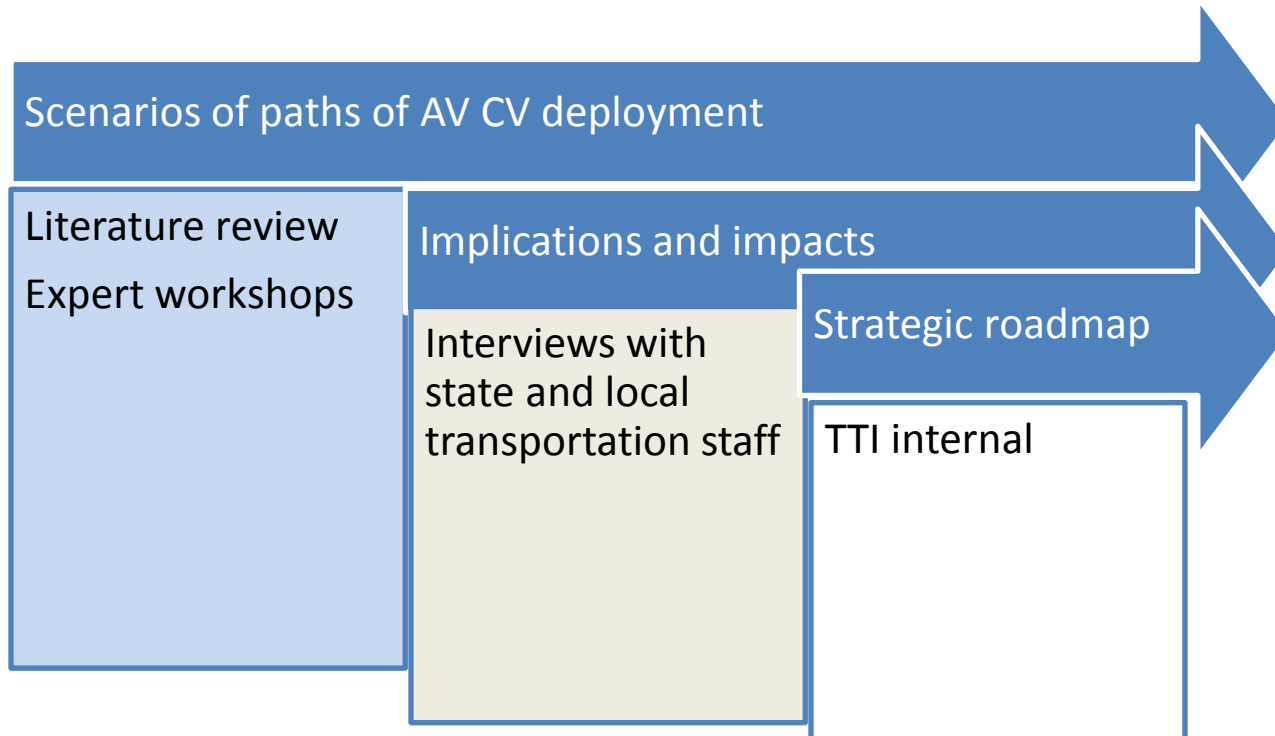 Scenarios of paths of AV CV deployment
Literature review
Expert workshops
Implications and impacts
Interviews with
state and local
transportation staff
Strategic roadmap
TTI internal